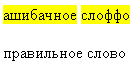 ашибачное слоффо
правильное слово